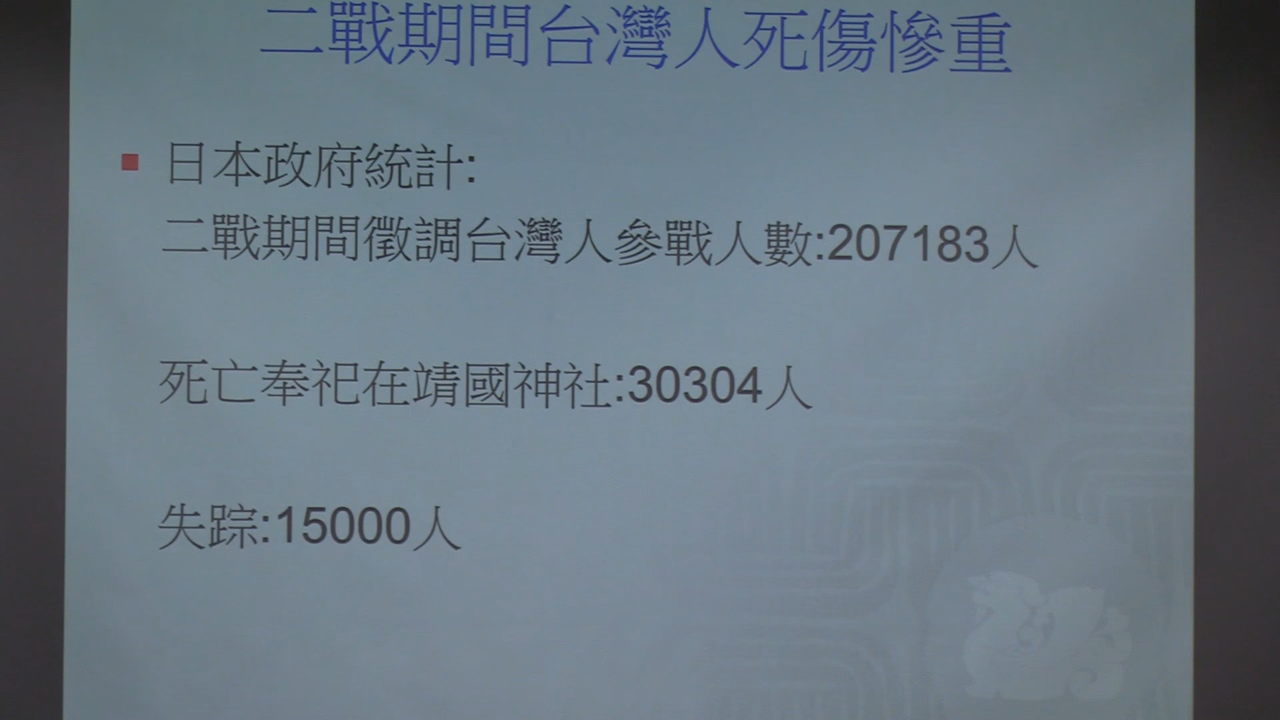 二戰期間台灣人死傷慘重
日本政府統計:
二戰期間徵調台灣人參戰人數:207183人
死亡奉祀在靖國神社:30304人
失踪:15000人